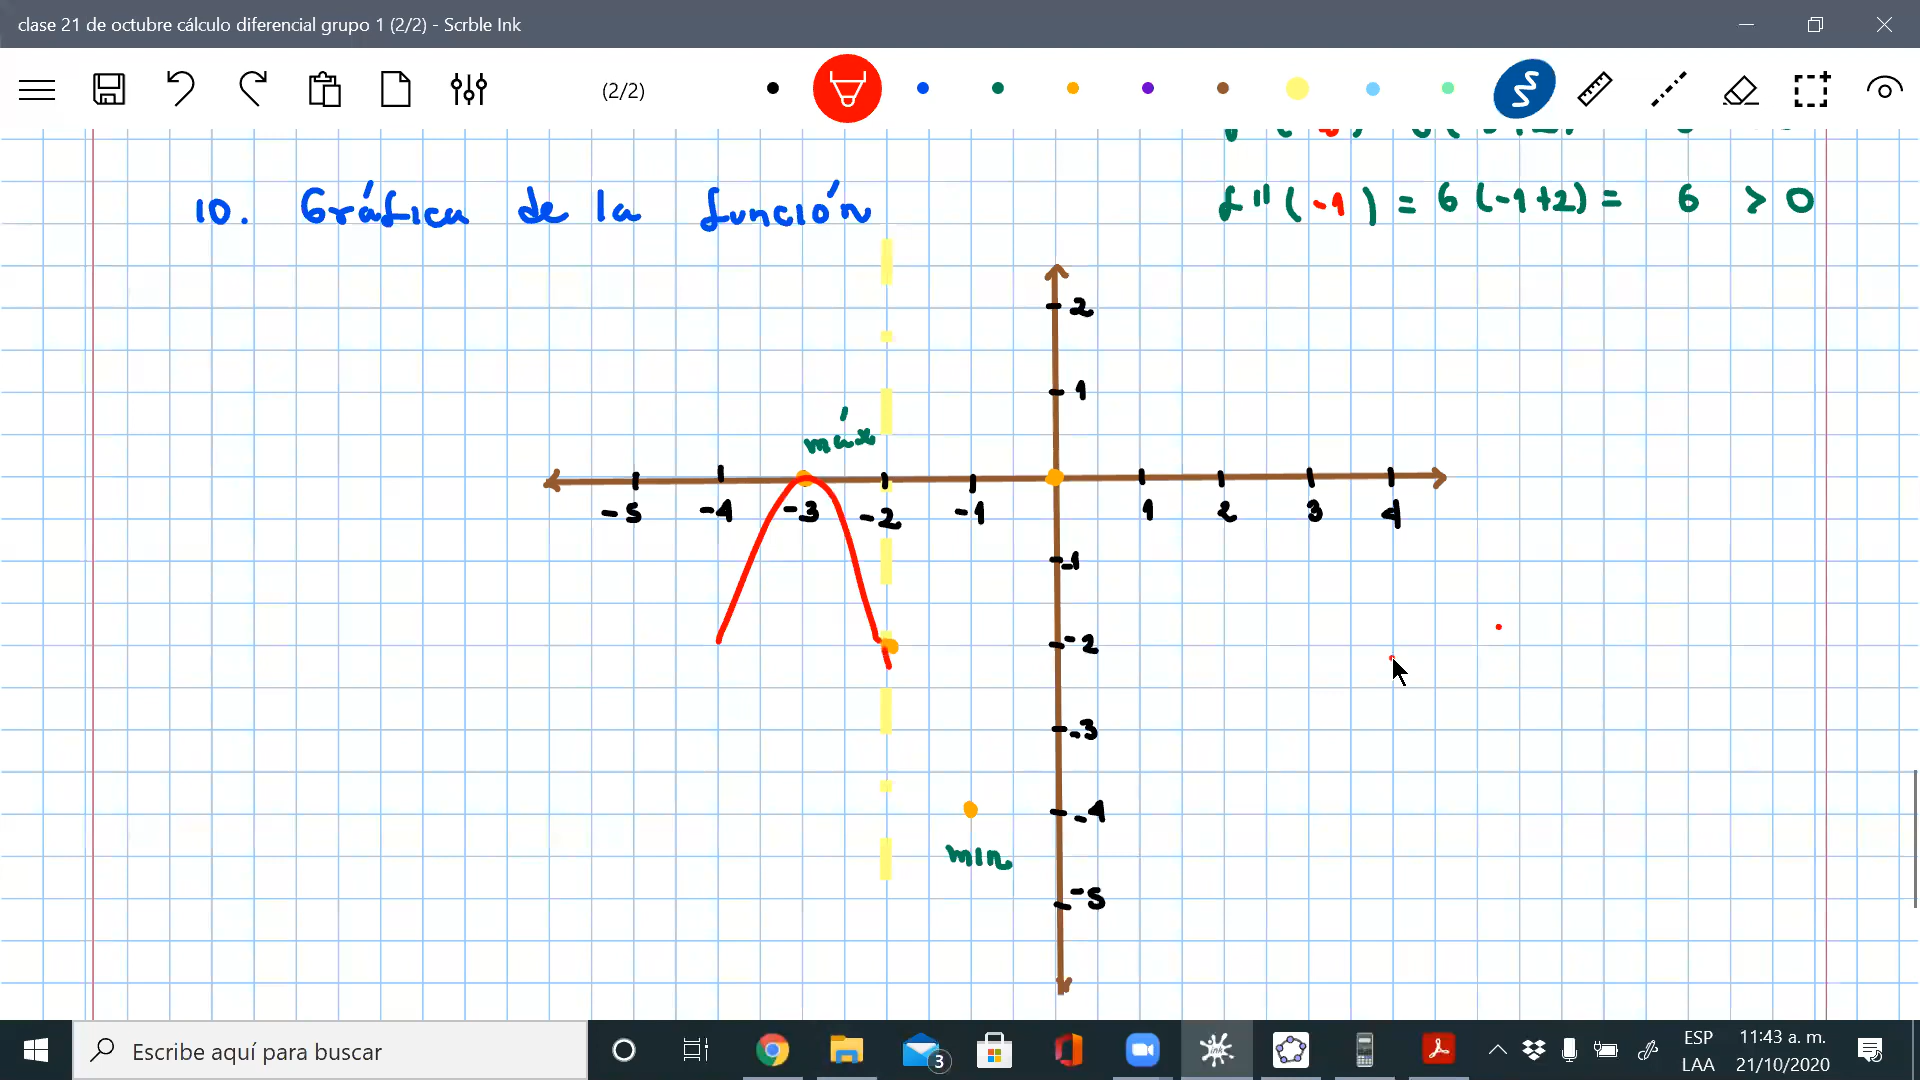 clase 21 de octubre cálculo diferencial grupo 1 (2/2) - Scrble Ink
(2/2)
10. Gráfica de la función
f''(-1) = 6(-1+2) = 6 > 0
2
1
máx
-5 -4 -3 -2 -1 1 2 3 4
-1
-2
-3
-4
min
-5
Escribe aquí para buscar
3
ESP
LAA
11:43 a. m.
21/10/2020